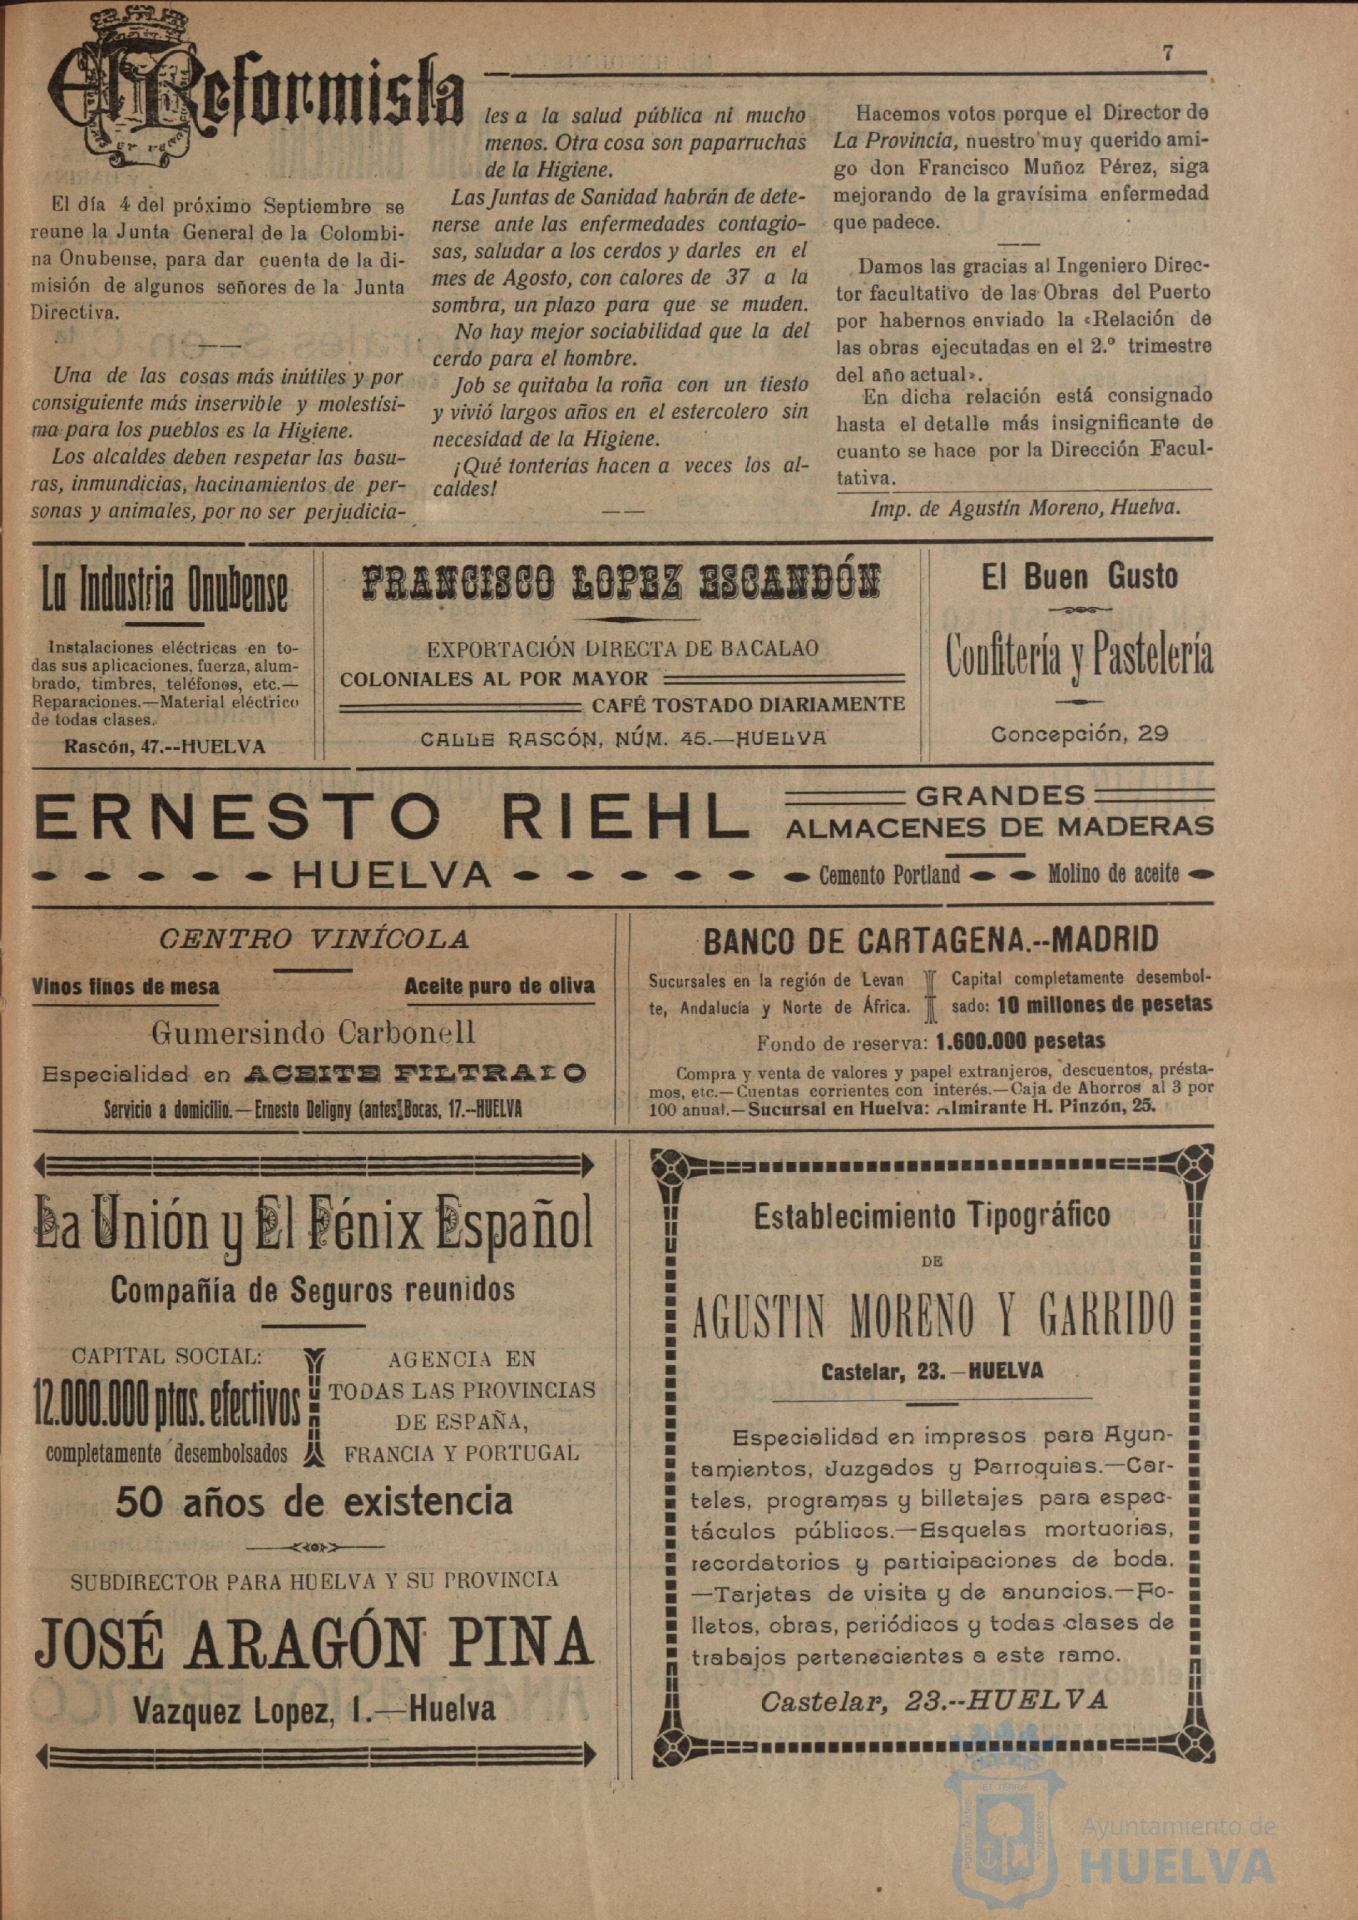 7
El Reformista
El día 4 del próximo Septiembre se
reune la Junta General de la Colombi-
na Onubense, para dar cuenta de la di-
misión de algunos señores de la Junta
Directiva.
Una de las cosas más inútiles y por
consiguiente más inservible y molestísi-
ma para los pueblos es la Higiene.
Los alcaldes deben respetar las basu-
ras, inmundicias, hacinamientos de per-
sonas y animales, por no ser perjudicia-
les a la salud pública ni mucho
menos. Otra cosa son paparruchas
de la Higiene.
Las Juntas de Sanidad habrán de dete-
nerse ante las enfermedades contagio-
sas, saludar a los cerdos y darles en el
mes de Agosto, con calores de 37 a la
sombra, un plazo para que se muden.
No hay mejor sociabilidad que la del
cerdo para el hombre.
Job se quitaba la roña con un tiesto
y vivió largos años en el estercolero sin
necesidad de la Higiene.
¡Qué tonterías hacen a veces los al-
caldes!
Hacemos votos porque el Director de
La Provincia, nuestro muy querido ami-
go don Francisco Muñoz Pérez, siga
mejorando de la gravísima enfermedad
que padece.
Damos las gracias al Ingeniero Direc-
tor facultativo de las Obras del Puerto
por habernos enviado la «Relación de
las obras ejecutadas en el 2.º trimestre
del año actual».
En dicha relación está consignado
hasta el detalle más insignificante de
cuanto se hace por la Dirección Facul-
tativa.
Imp. de Agustín Moreno, Huelva.
La Industria Onubense
Instalaciones eléctricas en to-
das sus aplicaciones, fuerza, alum-
brado, timbres, teléfonos, etc.—
Reparaciones.—Material eléctrico
de todas clases.
Rascón, 47.--HUELVA
FRANCISCO LOPEZ ESCANDÓN
EXPORTACIÓN DIRECTA DE BACALAO
COLONIALES AL POR MAYOR
CAFÉ TOSTADO DIARIAMENTE
CALLE RASCÓN, NÚM. 45.—HUELVA
El Buen Gusto
Confitería y Pastelería
Concepción, 29
ERNESTO RIEHL
HUELVA
GRANDES
ALMACENES DE MADERAS
Cemento Portland
Molino de aceite
CENTRO VINÍCOLA
Vinos finos de mesa
Aceite puro de oliva
Gumersindo Carbonell
Especialidad en ACEITE FILTRADO
Servicio a domicilio.—Ernesto Deligny (antes Bocas, 17.--HUELVA
BANCO DE CARTAGENA.--MADRID
Sucursales en la región de Levan
te, Andalucía y Norte de África.
Capital completamente desembol-
sado: 10 millones de pesetas
Fondo de reserva: 1.600.000 pesetas
Compra y venta de valores y papel extranjeros, descuentos, présta-
mos, etc.—Cuentas corrientes con interés.—Caja de Ahorros al 3 por
100 anual.—Sucursal en Huelva: Almirante H. Pinzón, 25.
La Unión y El Fénix Español
Compañía de Seguros reunidos
CAPITAL SOCIAL:
12.000.000 ptas. efectivos
completamente desembolsados
AGENCIA EN
TODAS LAS PROVINCIAS
DE ESPAÑA,
FRANCIA Y PORTUGAL
50 años de existencia
SUBDIRECTOR PARA HUELVA Y SU PROVINCIA
JOSÉ ARAGÓN PINA
Vazquez Lopez, 1.—Huelva
Establecimiento Tipográfico
DE
AGUSTIN MORENO Y GARRIDO
Castelar, 23.—HUELVA
Especialidad en impresos para Ayun-
tamientos, Juzgados y Parroquias.—Car-
teles, programas y billetajes para espec-
táculos públicos.—Esquelas mortuorias,
recordatorios y participaciones de boda.
—Tarjetas de visita y de anuncios.—Fo-
lletos, obras, periódicos y todas clases de
trabajos pertenecientes a este ramo.
Castelar, 23.--HUELVA
Ayuntamiento de
HUELVA